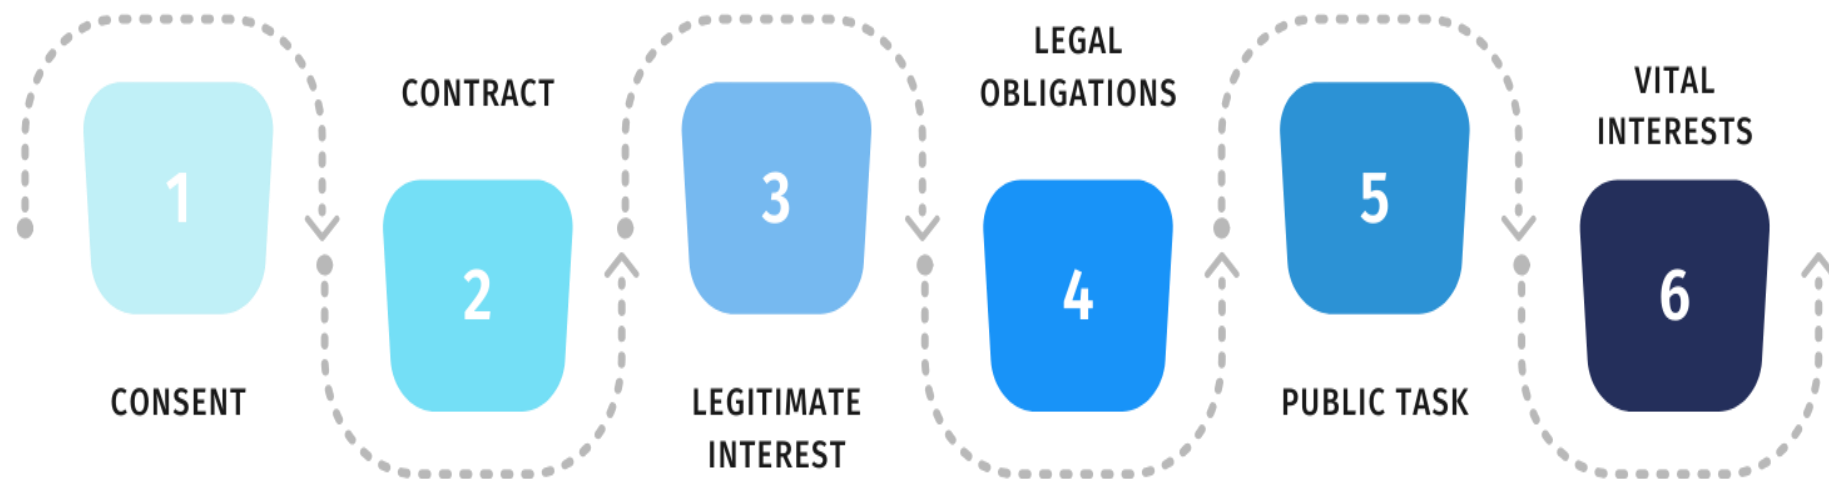 1
CONSENT
CONTRACT
2
3
LEGITIMATE
INTEREST
LEGAL
OBLIGATIONS
4
5
PUBLIC TASK
VITAL
INTERESTS
6